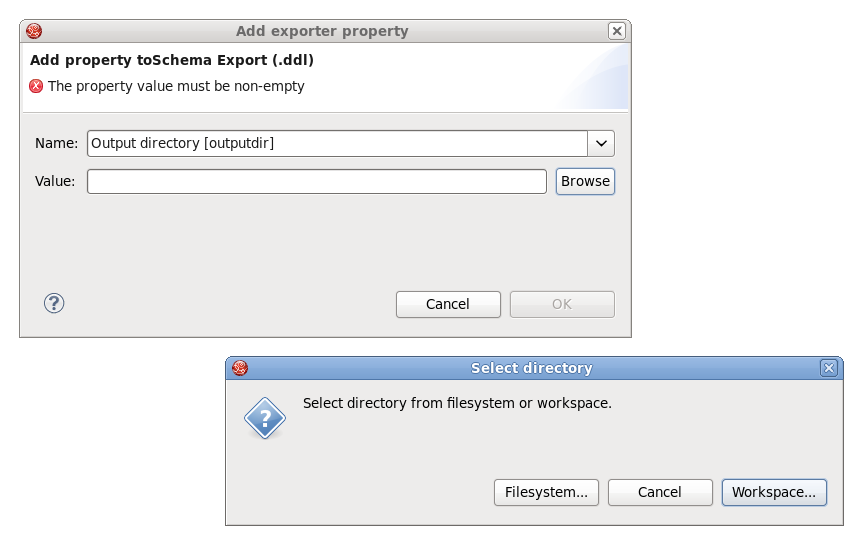 Add exporter property
Add property toSchema Export (.ddl)
The property value must be non-empty
Name: Output directory [outputdir]
Value: Browse
Cancel OK
Select directory
Select directory from filesystem or workspace.
Filesystem... Cancel Workspace...